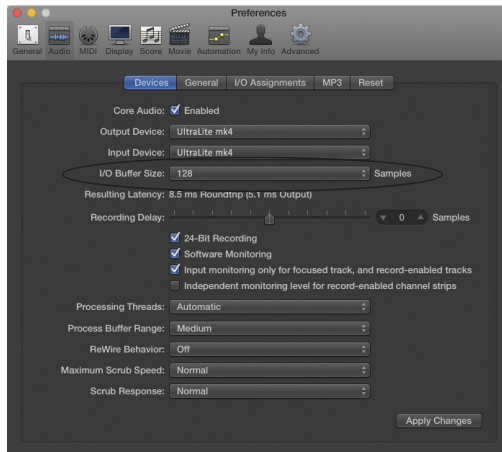 Preferences
General Audio MIDI Display Score Movie Automation My Info Advanced
Devices General I/O Assignments MP3 Reset
Core Audio: Enabled
Output Device: UltraLite mk4
Input Device: UltraLite mk4
I/O Buffer Size: 128 Samples
Resulting Latency: 8.5 ms Roundtrip (5.1 ms Output)
Recording Delay: 0 Samples
24-Bit Recording
Software Monitoring
Input monitoring only for focused track, and record-enabled tracks
Independent monitoring level for record-enabled channel strips
Processing Threads: Automatic
Process Buffer Range: Medium
ReWire Behavior: Off
Maximum Scrub Speed: Normal
Scrub Response: Normal
Apply Changes